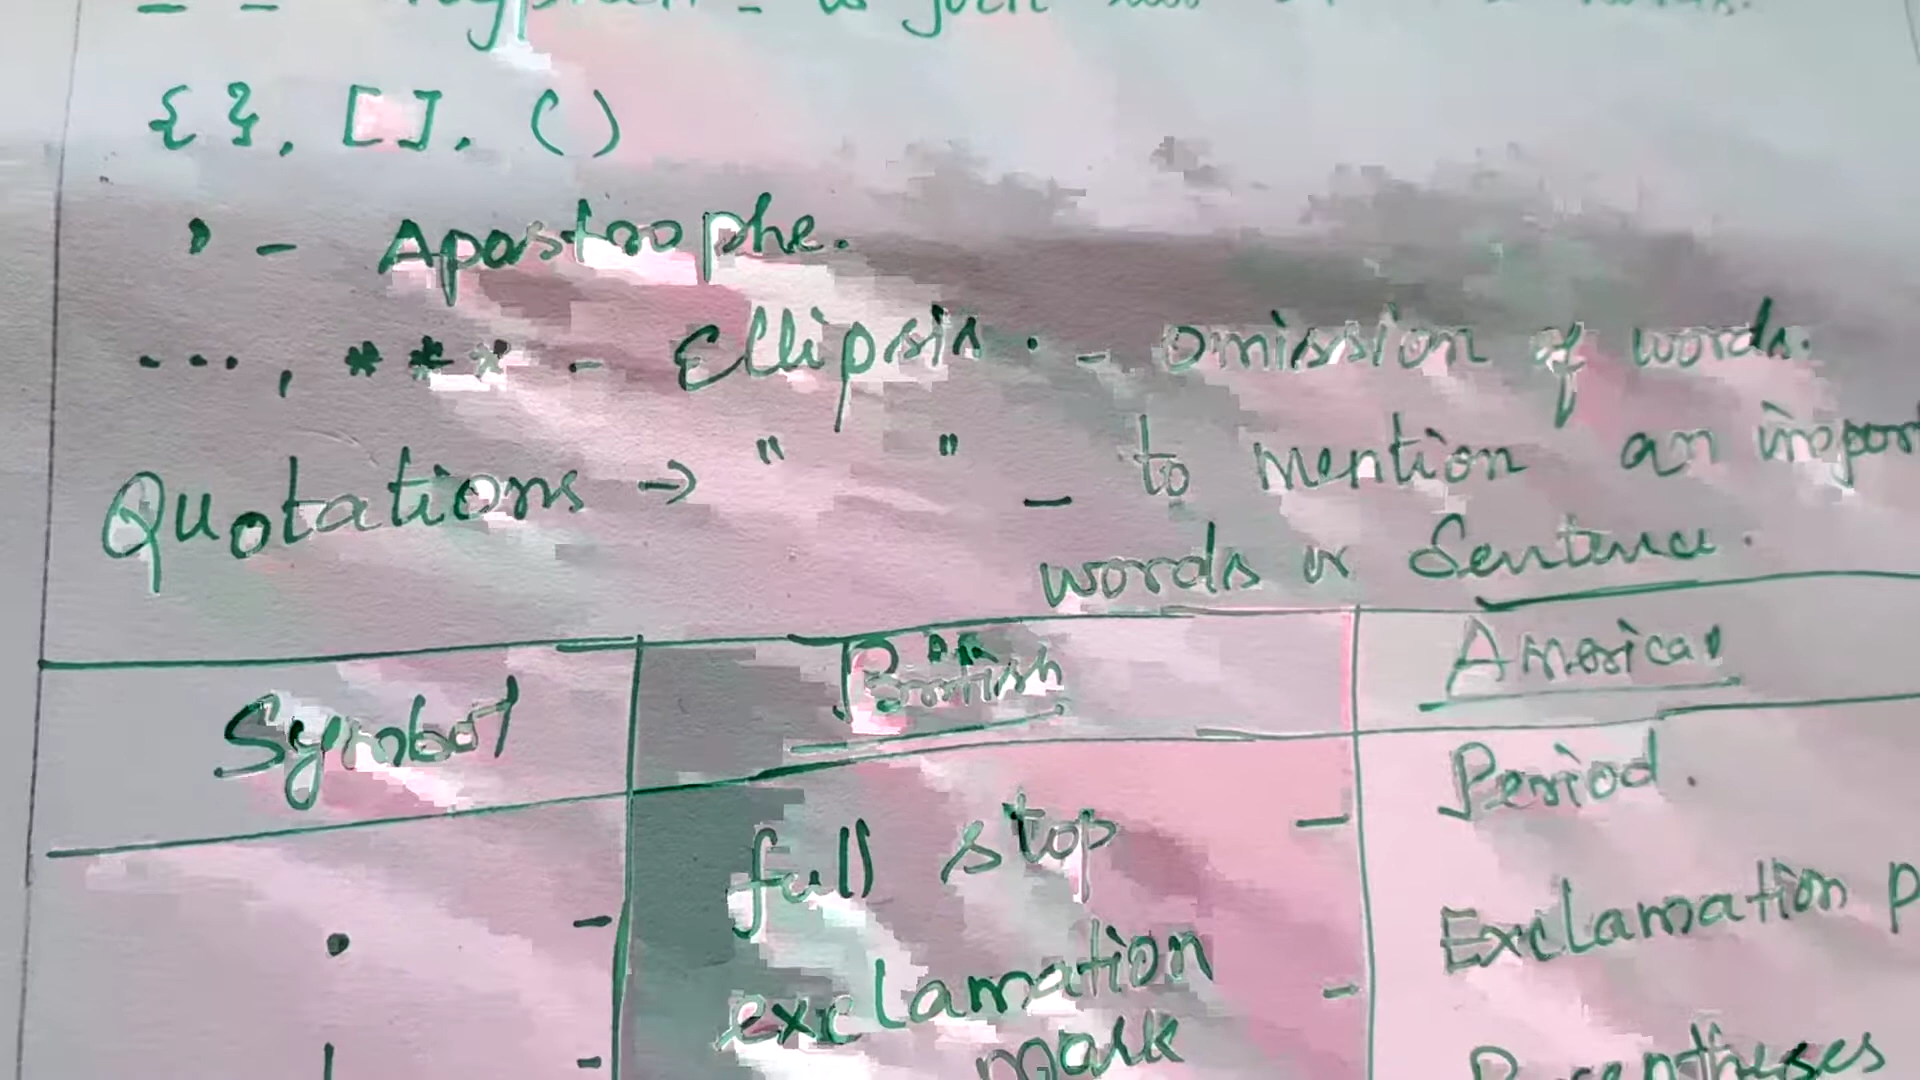 { }, [ ], ( )
' - Apostrophe.
..., *** - Ellipsis. - omission of words.
Quotations → " " - to mention an
words or Sentence.
Symbol British American
. - full stop - Period.
! - exclamation mark - Exclamation
Parentheses